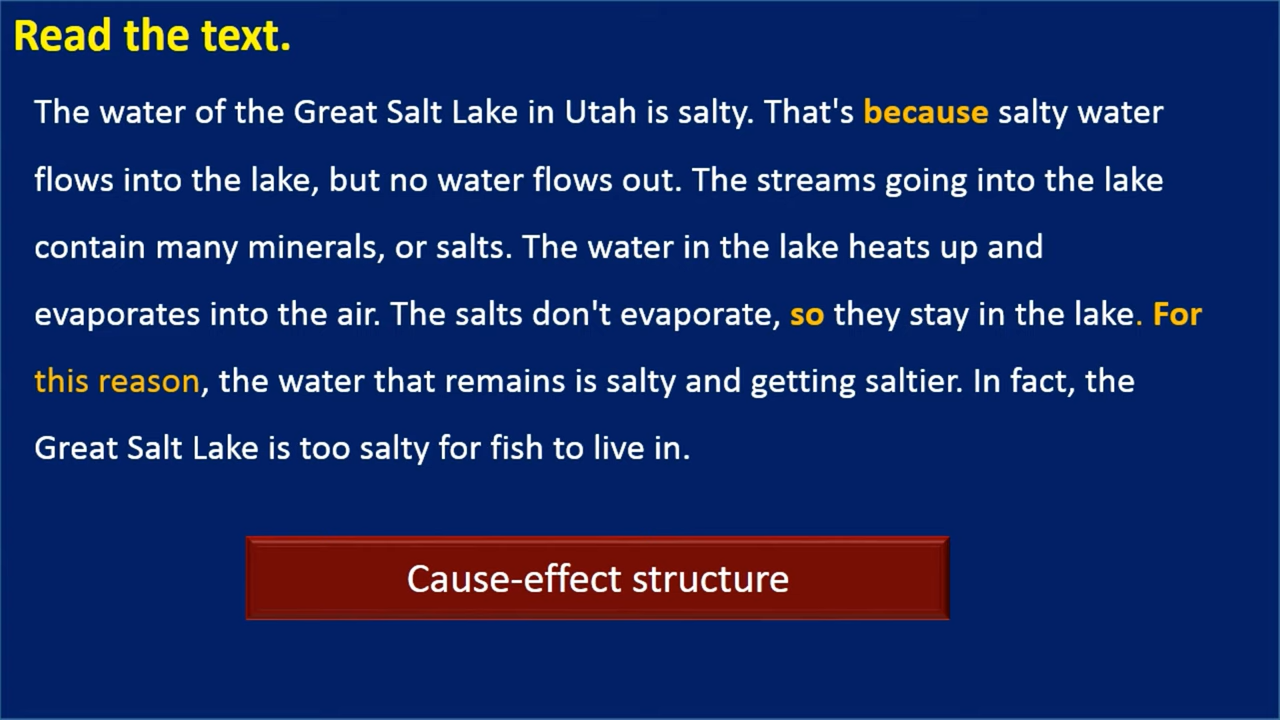 Read the text.
The water of the Great Salt Lake in Utah is salty. That's because salty water
flows into the lake, but no water flows out. The streams going into the lake
contain many minerals, or salts. The water in the lake heats up and
evaporates into the air. The salts don't evaporate, so they stay in the lake. For
this reason, the water that remains is salty and getting saltier. In fact, the
Great Salt Lake is too salty for fish to live in.
Cause-effect structure